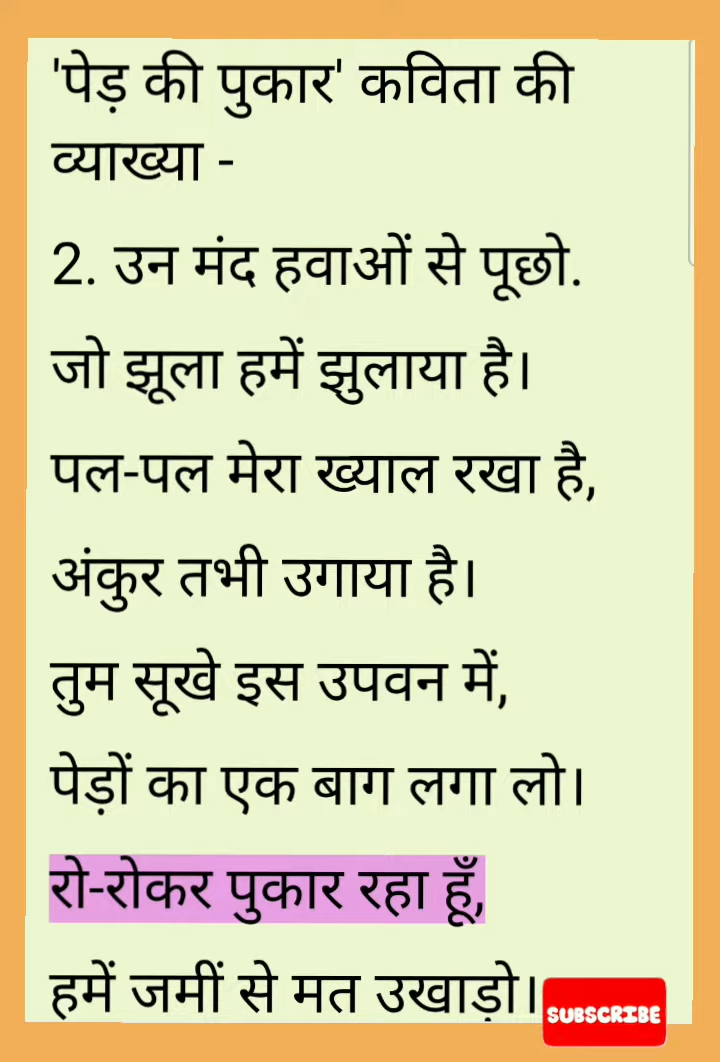 'पेड़ की पुकार' कविता की
व्याख्या -
2. उन मंद हवाओं से पूछो.
जो झूला हमें झुलाया है।
पल-पल मेरा ख्याल रखा है,
अंकुर तभी उगाया है।
तुम सूखे इस उपवन में,
पेड़ों का एक बाग लगा लो।
रो-रोकर पुकार रहा हूँ,
हमें जमीं से मत उखाड़ो।
SUBSCRIBE